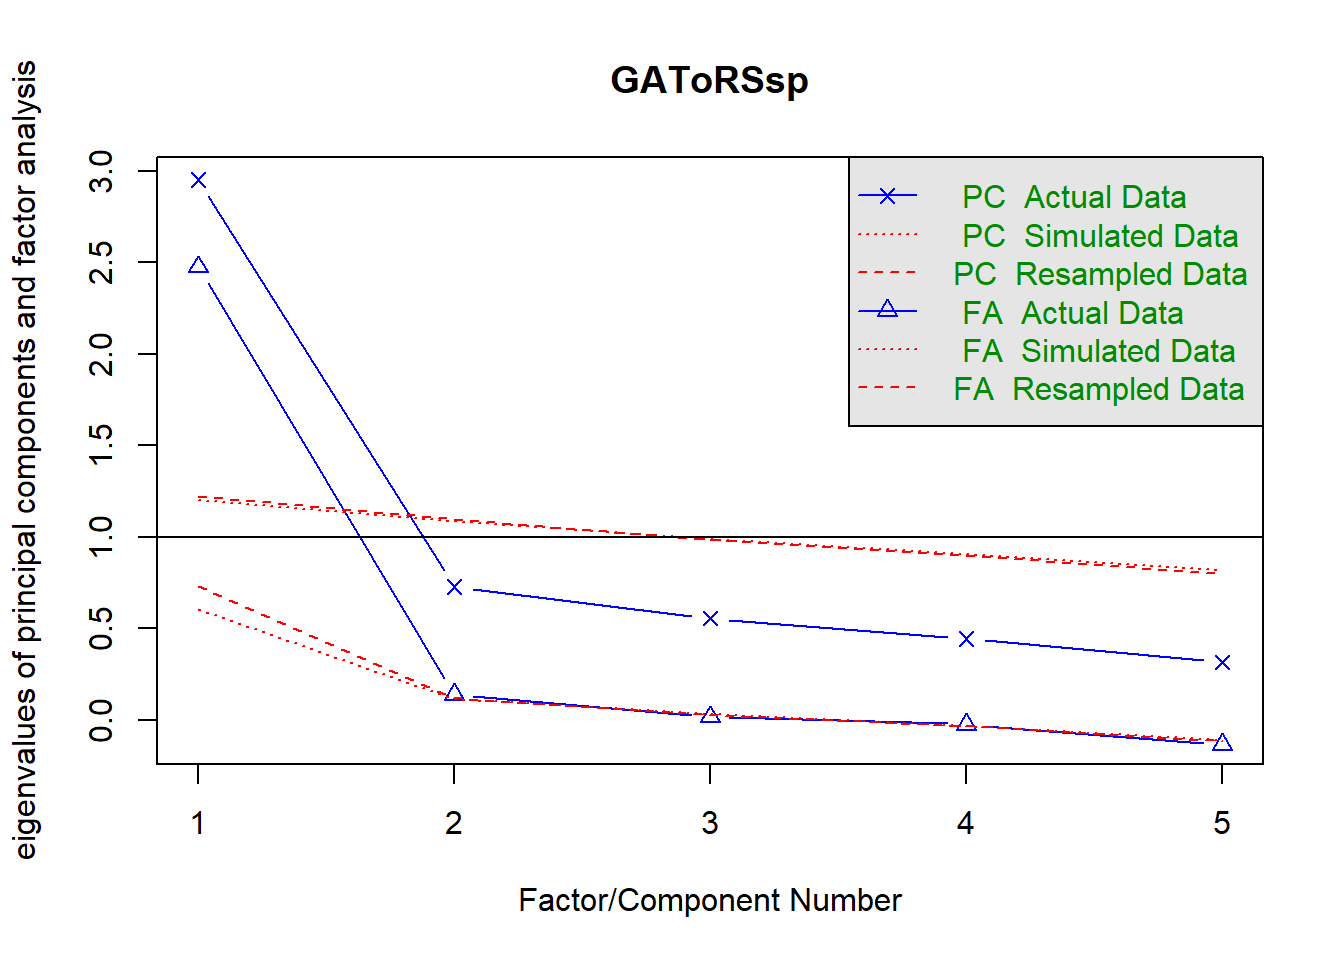 GAToRSsp
eigenvalues of principal components and factor analysis
3.0
2.5
2.0
1.5
1.0
0.5
0.0
PC Actual Data
PC Simulated Data
PC Resampled Data
FA Actual Data
FA Simulated Data
FA Resampled Data
1 2 3 4 5
Factor/Component Number